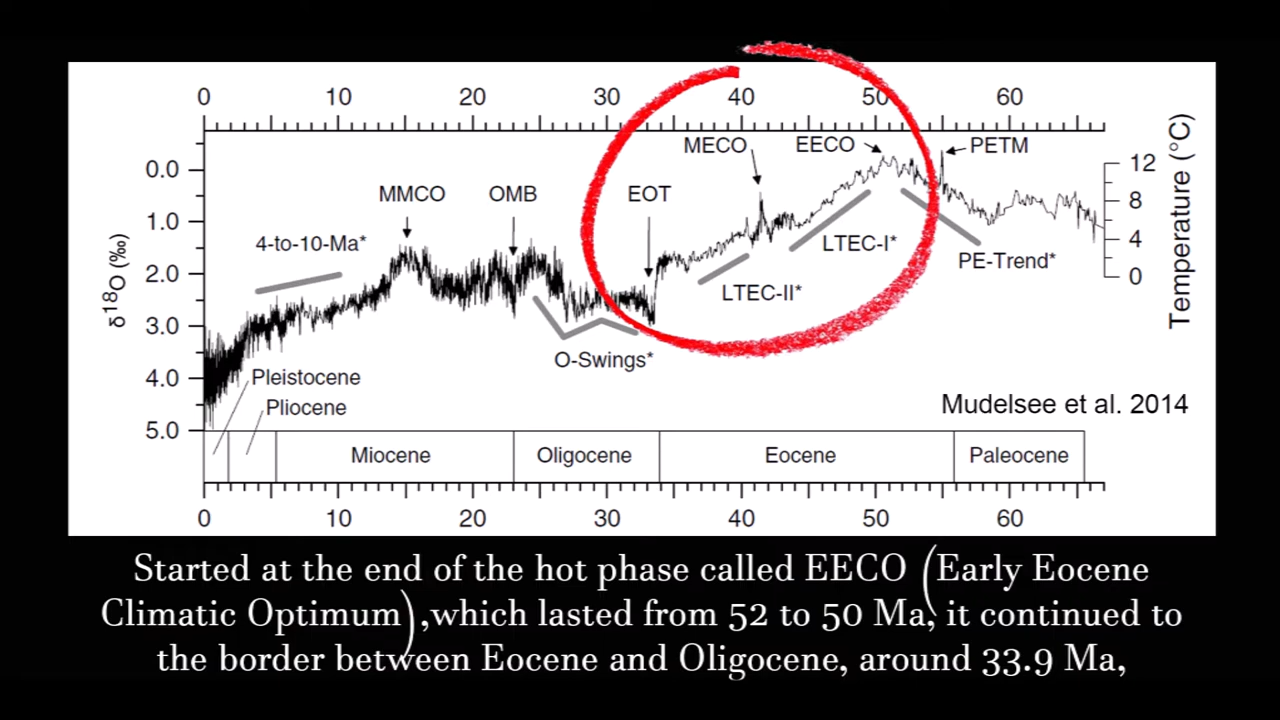 0 10 20 30 40 50 60
MECO EECO PETM
0.0
12
MMCO OMB EOT
8
1.0
4-to-10-Ma*
LTEC-I*
4
PE-Trend*
2.0
0
LTEC-II*
δ18O (‰)
Temperature (°C)
3.0
O-Swings*
4.0
Pleistocene
Pliocene
Mudelsee et al. 2014
5.0
Miocene Oligocene Eocene Paleocene
0 10 20 30 40 50 60
Started at the end of the hot phase called EECO (Early Eocene
Climatic Optimum),which lasted from 52 to 50 Ma, it continued to
the border between Eocene and Oligocene, around 33.9 Ma,